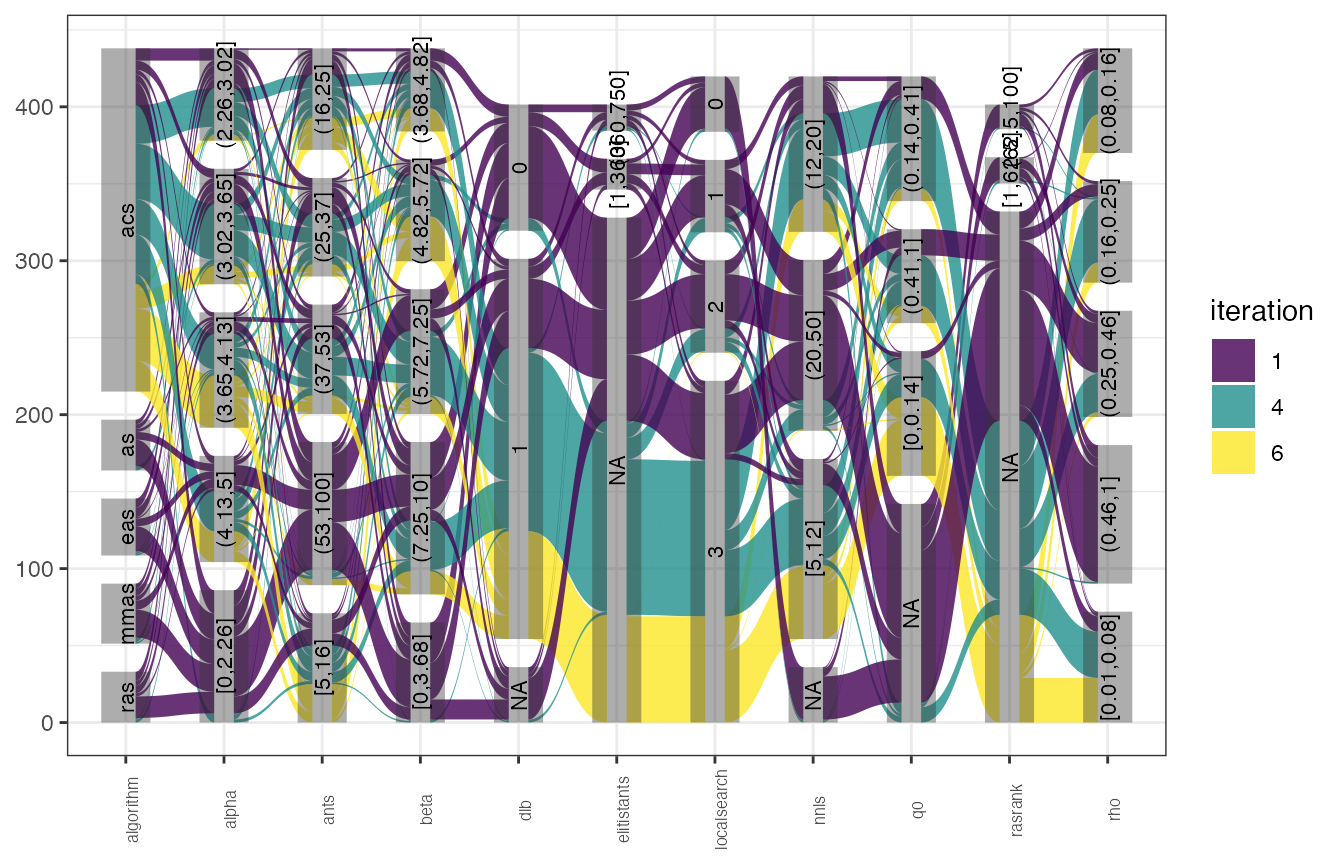 400
300
200
100
0
acs
as
eas
mmas
ras
(2.26,3.02]
(3.02,3.65]
(3.65,4.13]
(4.13,5]
[0,2.26]
(16,25]
(25,37]
(37,53]
(53,100]
[5,16]
(3.68,4.82]
(4.82,5.72]
(5.72,7.25]
(7.25,10]
[0,3.68]
0
1
NA
(360,750]
[1,360]
NA
0
1
2
3
(12,20]
(20,50]
[5,12]
NA
(0.14,0.41]
(0.41,1]
[0,0.14]
NA
NA
(0.08,0.16]
(0.16,0.25]
(0.25,0.46]
(0.46,1]
[0.01,0.08]
algorithm
alpha
ants
beta
dlb
elitistants
localsearch
nnls
q0
rasrank
rho
iteration
1
4
6